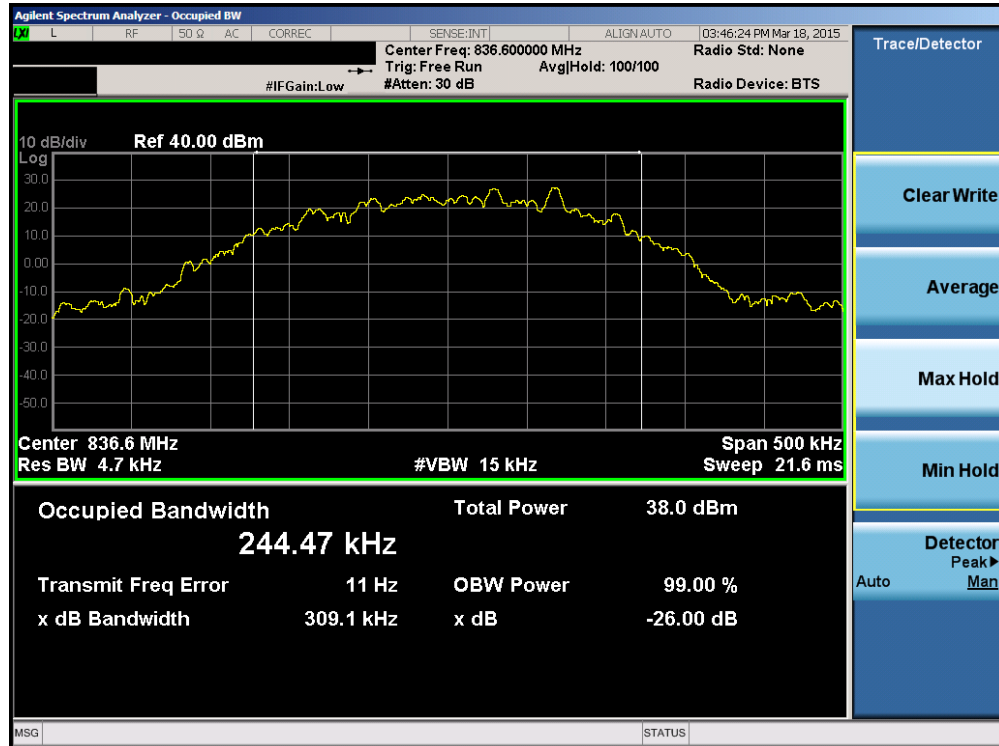 Agilent Spectrum Analyzer - Occupied BW
LXI L RF 50 Ω AC CORREC SENSE:INT ALIGN AUTO 03:46:24 PM Mar 18, 2015
Center Freq: 836.600000 MHz Radio Std: None
Trig: Free Run Avg|Hold: 100/100
#IFGain:Low #Atten: 30 dB Radio Device: BTS
10 dB/div Ref 40.00 dBm
Log
30.0
20.0
10.0
0.00
-10.0
-20.0
-30.0
-40.0
-50.0
Center 836.6 MHz Span 500 kHz
Res BW 4.7 kHz #VBW 15 kHz Sweep 21.6 ms
Occupied Bandwidth Total Power 38.0 dBm
244.47 kHz
Transmit Freq Error 11 Hz OBW Power 99.00 %
x dB Bandwidth 309.1 kHz x dB -26.00 dB
MSG STATUS
Trace/Detector
Clear Write
Average
Max Hold
Min Hold
Detector
Peak▶
Auto Man